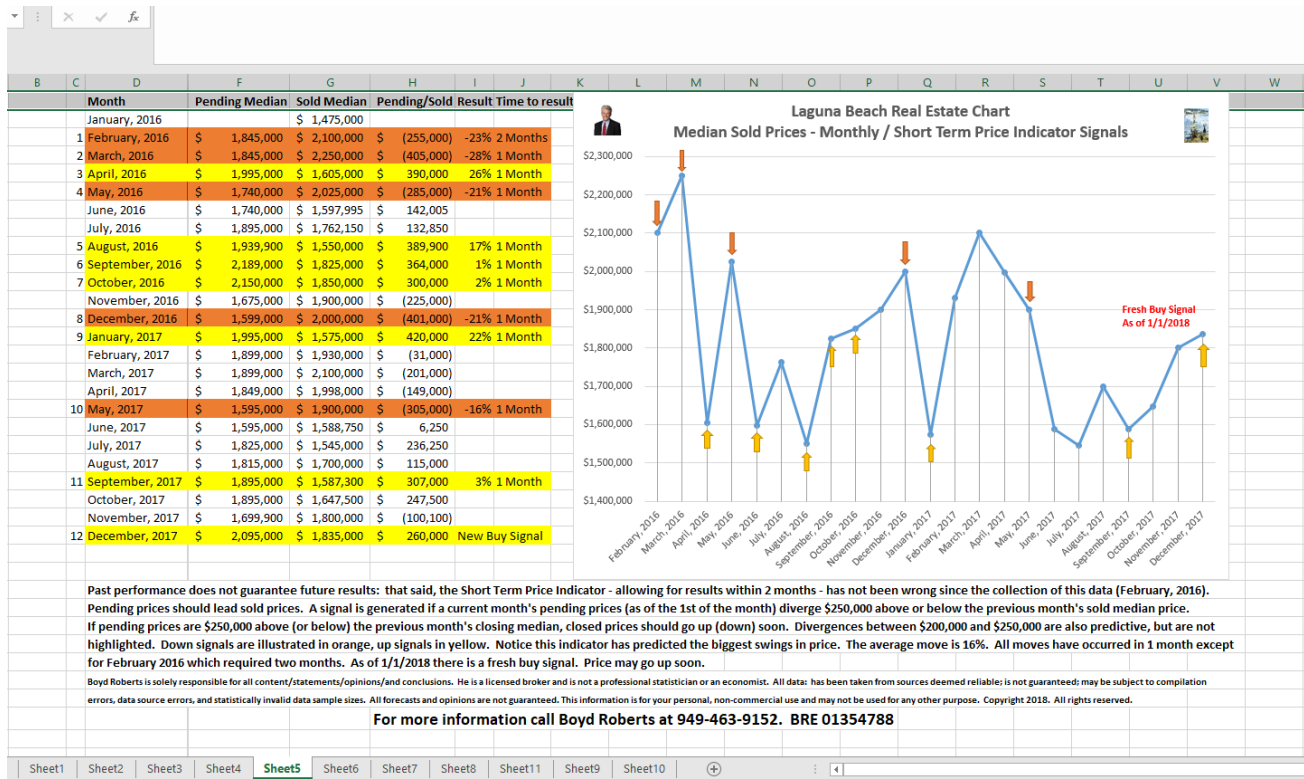 fx
B C D F G H I J K L M N O P Q R S T U V W
Month Pending Median Sold Median Pending/Sold Result Time to result
January, 2016 $ 1,475,000
1 February, 2016 $ 1,845,000 $ 2,100,000 $ (255,000) -23% 2 Months
2 March, 2016 $ 1,845,000 $ 2,250,000 $ (405,000) -28% 1 Month
3 April, 2016 $ 1,995,000 $ 1,605,000 $ 390,000 26% 1 Month
4 May, 2016 $ 1,740,000 $ 2,025,000 $ (285,000) -21% 1 Month
June, 2016 $ 1,740,000 $ 1,597,995 $ 142,005
July, 2016 $ 1,895,000 $ 1,762,150 $ 132,850
5 August, 2016 $ 1,939,900 $ 1,550,000 $ 389,900 17% 1 Month
6 September, 2016 $ 2,189,000 $ 1,825,000 $ 364,000 1% 1 Month
7 October, 2016 $ 2,150,000 $ 1,850,000 $ 300,000 2% 1 Month
November, 2016 $ 1,675,000 $ 1,900,000 $ (225,000)
8 December, 2016 $ 1,599,000 $ 2,000,000 $ (401,000) -21% 1 Month
9 January, 2017 $ 1,995,000 $ 1,575,000 $ 420,000 22% 1 Month
February, 2017 $ 1,899,000 $ 1,930,000 $ (31,000)
March, 2017 $ 1,899,000 $ 2,100,000 $ (201,000)
April, 2017 $ 1,849,000 $ 1,998,000 $ (149,000)
10 May, 2017 $ 1,595,000 $ 1,900,000 $ (305,000) -16% 1 Month
June, 2017 $ 1,595,000 $ 1,588,750 $ 6,250
July, 2017 $ 1,825,000 $ 1,545,000 $ 236,250
August, 2017 $ 1,815,000 $ 1,700,000 $ 115,000
11 September, 2017 $ 1,895,000 $ 1,587,300 $ 307,000 3% 1 Month
October, 2017 $ 1,895,000 $ 1,647,500 $ 247,500
November, 2017 $ 1,699,900 $ 1,800,000 $ (100,100)
12 December, 2017 $ 2,095,000 $ 1,835,000 $ 260,000 New Buy Signal
Laguna Beach Real Estate Chart
Median Sold Prices - Monthly / Short Term Price Indicator Signals
$2,300,000
$2,200,000
$2,100,000
$2,000,000
$1,900,000
$1,800,000
$1,700,000
$1,600,000
$1,500,000
$1,400,000
Fresh Buy Signal
As of 1/1/2018
February, 2016
March, 2016
April, 2016
May, 2016
June, 2016
July, 2016
August, 2016
September, 2016
October, 2016
November, 2016
December, 2016
January, 2017
February, 2017
March, 2017
April, 2017
May, 2017
June, 2017
July, 2017
August, 2017
September, 2017
October, 2017
November, 2017
December, 2017
Past performance does not guarantee future results: that said, the Short Term Price Indicator - allowing for results within 2 months - has not been wrong since the collection of this data (February, 2016).
Pending prices should lead sold prices. A signal is generated if a current month's pending prices (as of the 1st of the month) diverge $250,000 above or below the previous month's sold median price.
If pending prices are $250,000 above (or below) the previous month's closing median, closed prices should go up (down) soon. Divergences between $200,000 and $250,000 are also predictive, but are not
highlighted. Down signals are illustrated in orange, up signals in yellow. Notice this indicator has predicted the biggest swings in price. The average move is 16%. All moves have occurred in 1 month except
for February 2016 which required two months. As of 1/1/2018 there is a fresh buy signal. Price may go up soon.
Boyd Roberts is solely responsible for all content/statements/opinions/and conclusions. He is a licensed broker and is not a professional statistician or an economist. All data: has been taken from sources deemed reliable; is not guaranteed; may be subject to compilation
errors, data source errors, and statistically invalid data sample sizes. All forecasts and opinions are not guaranteed. This information is for your personal, non-commercial use and may not be used for any other purpose. Copyright 2018. All rights reserved.
For more information call Boyd Roberts at 949-463-9152. BRE 01354788
Sheet1 Sheet2 Sheet3 Sheet4 Sheet5 Sheet6 Sheet7 Sheet8 Sheet11 Sheet9 Sheet10